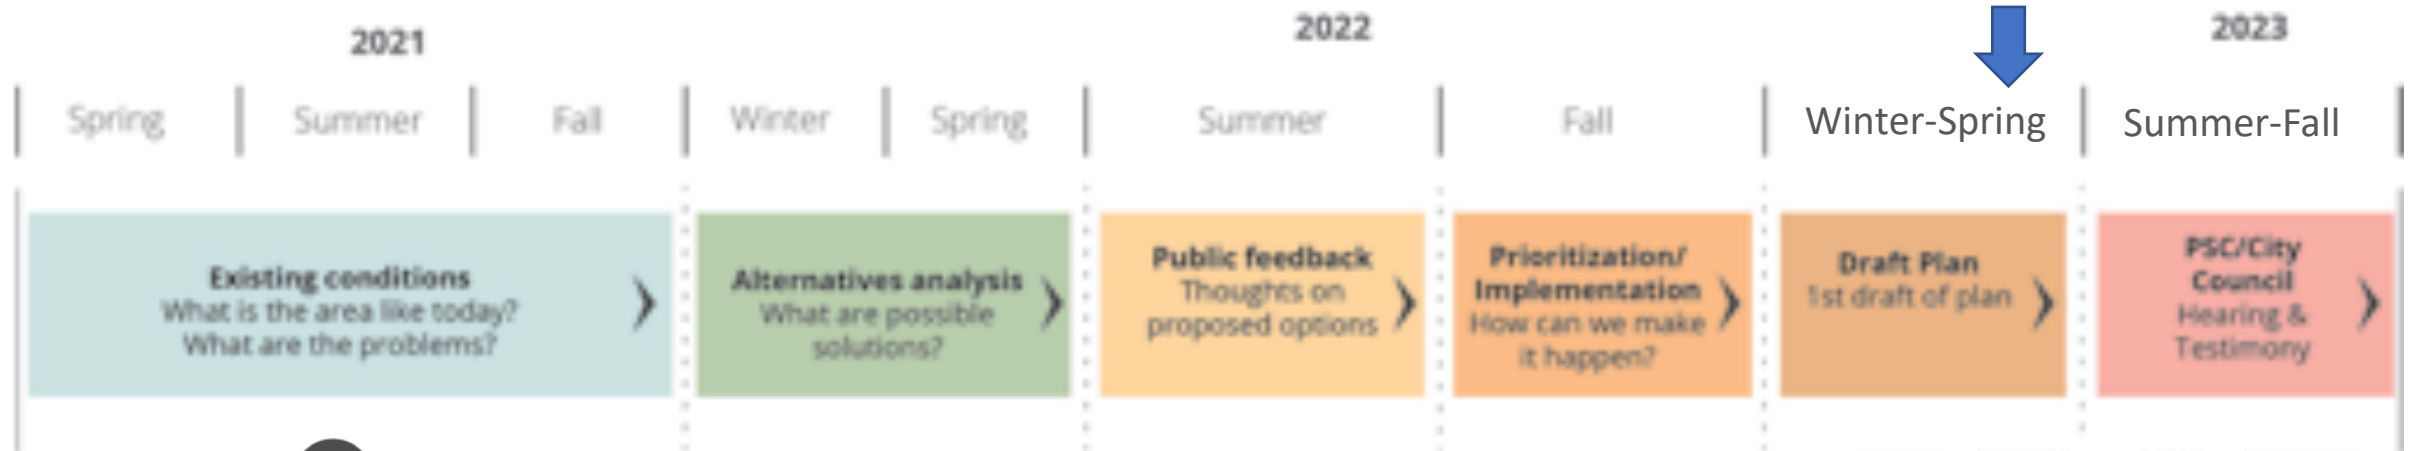 2021
2022
2023
Spring
Summer
Fall
Winter
Spring
Summer
Fall
Winter-Spring
Summer-Fall
Existing conditions
What is the area like today?
What are the problems?
Alternatives analysis
What are possible
solutions?
Public feedback
Thoughts on
proposed options
Prioritization/
Implementation
How can we make
it happen?
Draft Plan
1st draft of plan
PSC/City
Council
Hearing &
Testimony